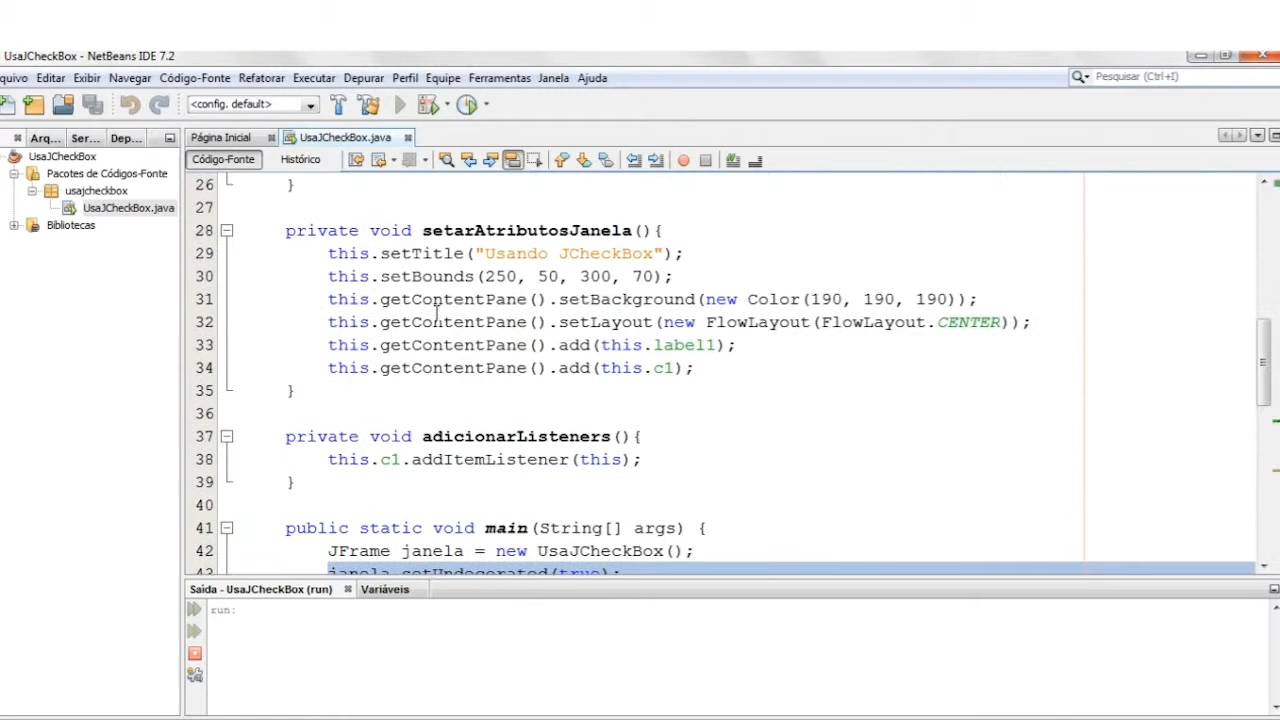 UsaJCheckBox - NetBeans IDE 7.2
quivo Editar Exibir Navegar Código-Fonte Refatorar Executar Depurar Perfil Equipe Ferramentas Janela Ajuda
Pesquisar (Ctrl+I)
<config. default>
Arq... Ser... Dep...
Página Inicial UsaJCheckBox.java
UsaJCheckBox
Pacotes de Códigos-Fonte
usajcheckbox
UsaJCheckBox.java
Bibliotecas
Código-Fonte Histórico
26 }
27
28 private void setarAtributosJanela(){
29 this.setTitle("Usando JCheckBox");
30 this.setBounds(250, 50, 300, 70);
31 this.getContentPane().setBackground(new Color(190, 190, 190));
32 this.getContentPane().setLayout(new FlowLayout(FlowLayout.CENTER));
33 this.getContentPane().add(this.label1);
34 this.getContentPane().add(this.c1);
35 }
36
37 private void adicionarListeners(){
38 this.c1.addItemListener(this);
39 }
40
41 public static void main(String[] args) {
42 JFrame janela = new UsaJCheckBox();
43 janela.setUndecorated(true);
Saída - UsaJCheckBox (run) Variáveis
run: